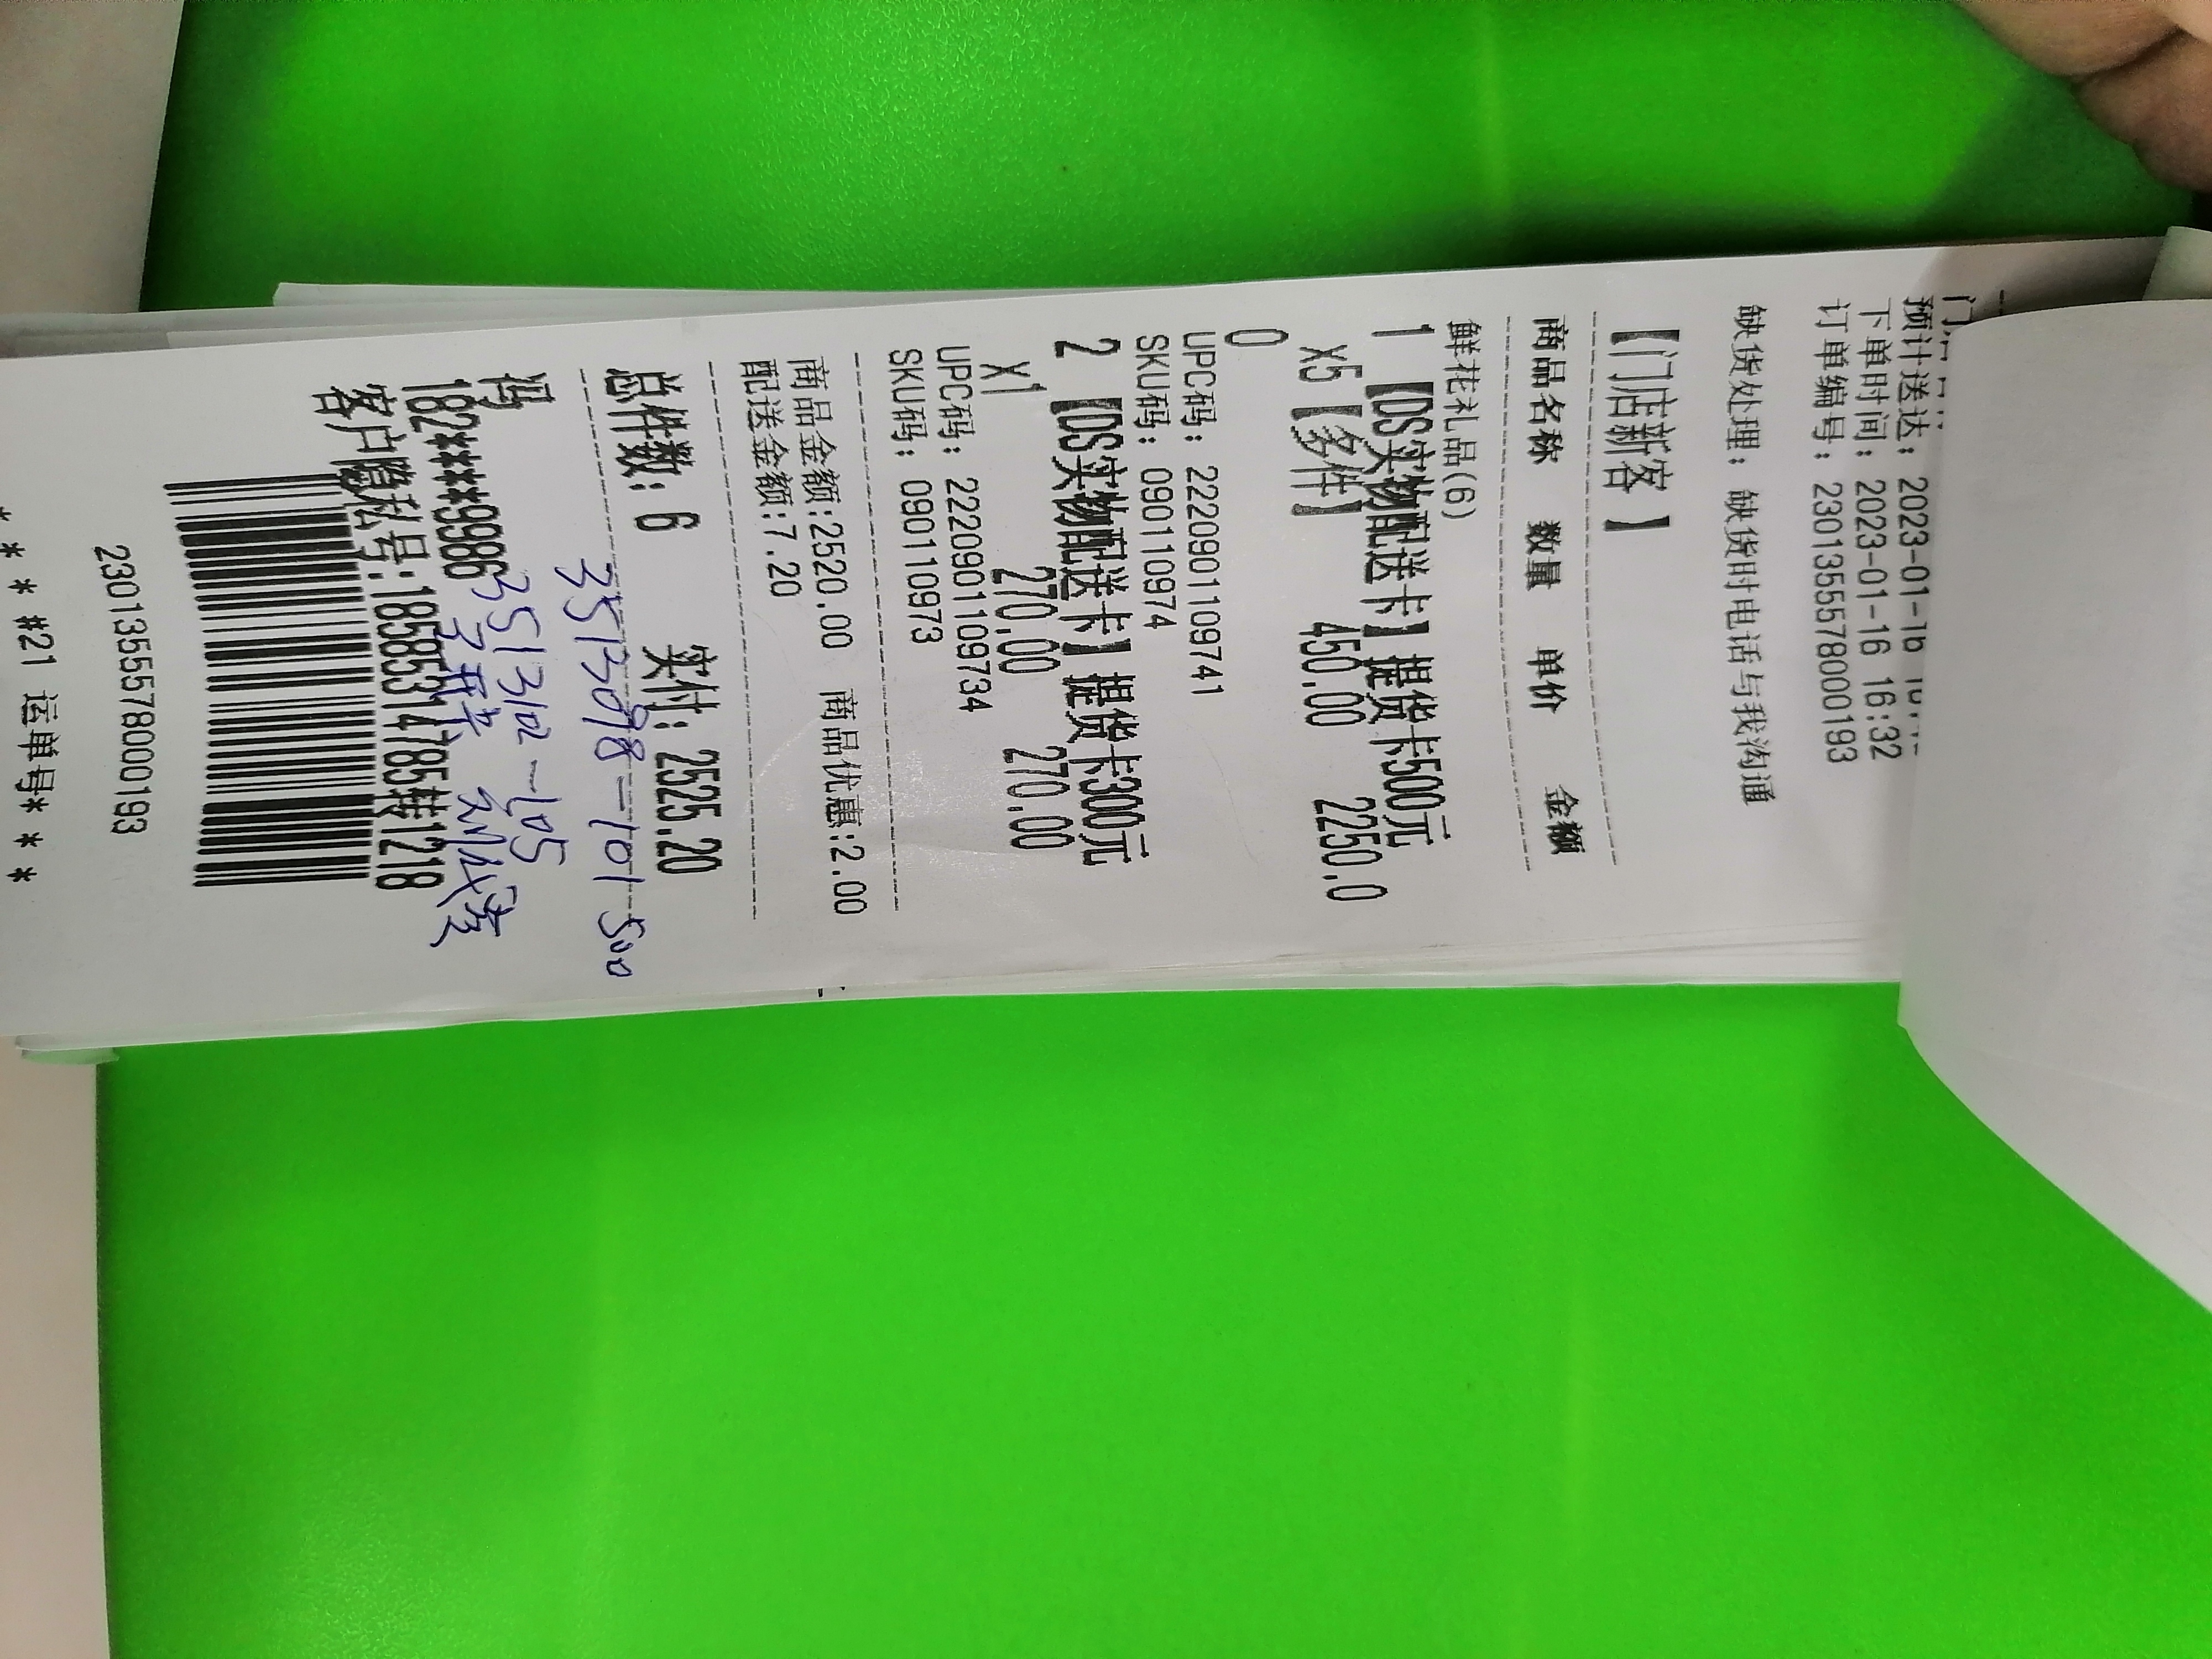 预计送达：2023-01-16
下单时间：2023-01-16 16:32
订单编号：2301355578000193
缺货处理：缺货时电话与我沟通
【门店新客】
商品名称 数量 单价 金额
鲜花礼品(6)
1【DS实物配送卡】提货卡500元
x5【多件】 450.00 2250.0
0
UPC码：2220901109741
SKU码：090110974
2【DS实物配送卡】提货卡300元
x1 270.00 270.00
UPC码：2220901109734
SKU码：090110973
商品金额:2520.00 商品优惠:2.00
配送金额:7.20
总件数：6 实付：2525.20
3513098-101 500
冯
3513102-105
182****9986
客户隐私号:18585314785转1218
2301355578000193
* * * #21 运单号* * * *